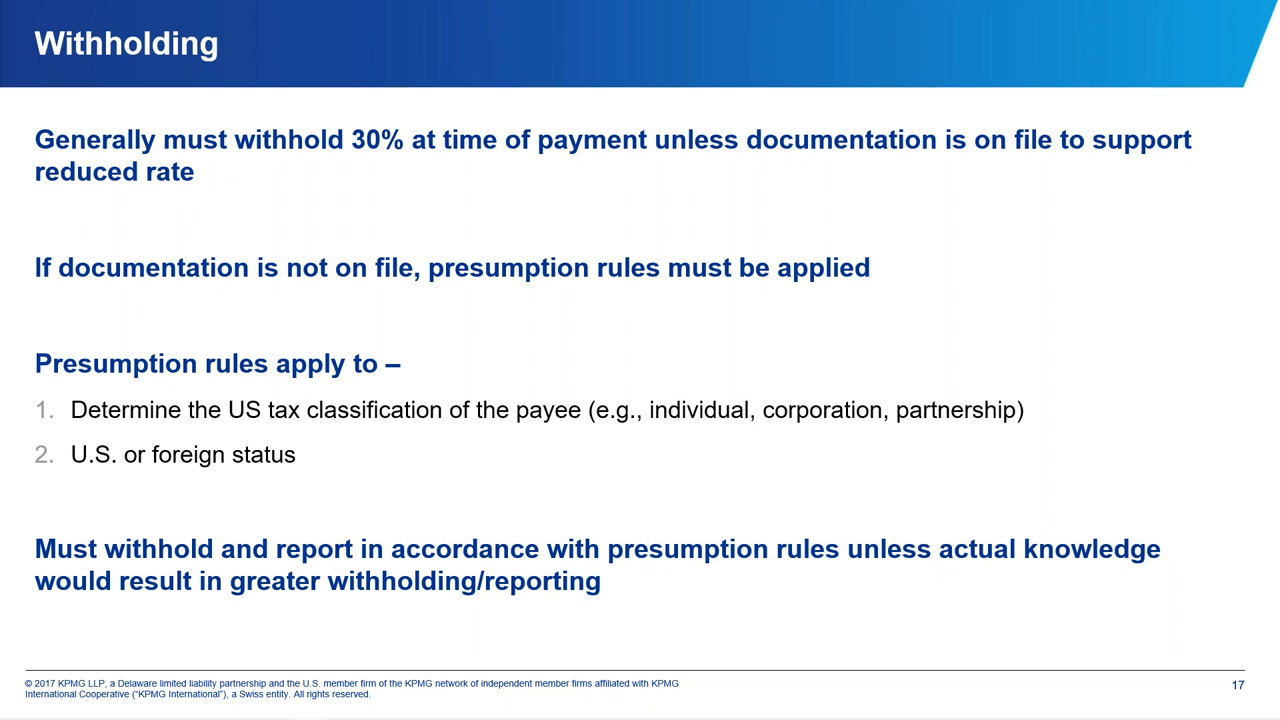 Withholding
Generally must withhold 30% at time of payment unless documentation is on file to support
reduced rate
If documentation is not on file, presumption rules must be applied
Presumption rules apply to –
1. Determine the US tax classification of the payee (e.g., individual, corporation, partnership)
2. U.S. or foreign status
Must withhold and report in accordance with presumption rules unless actual knowledge
would result in greater withholding/reporting
© 2017 KPMG LLP, a Delaware limited liability partnership and the U.S. member firm of the KPMG network of independent member firms affiliated with KPMG
International Cooperative (“KPMG International”), a Swiss entity. All rights reserved.
17